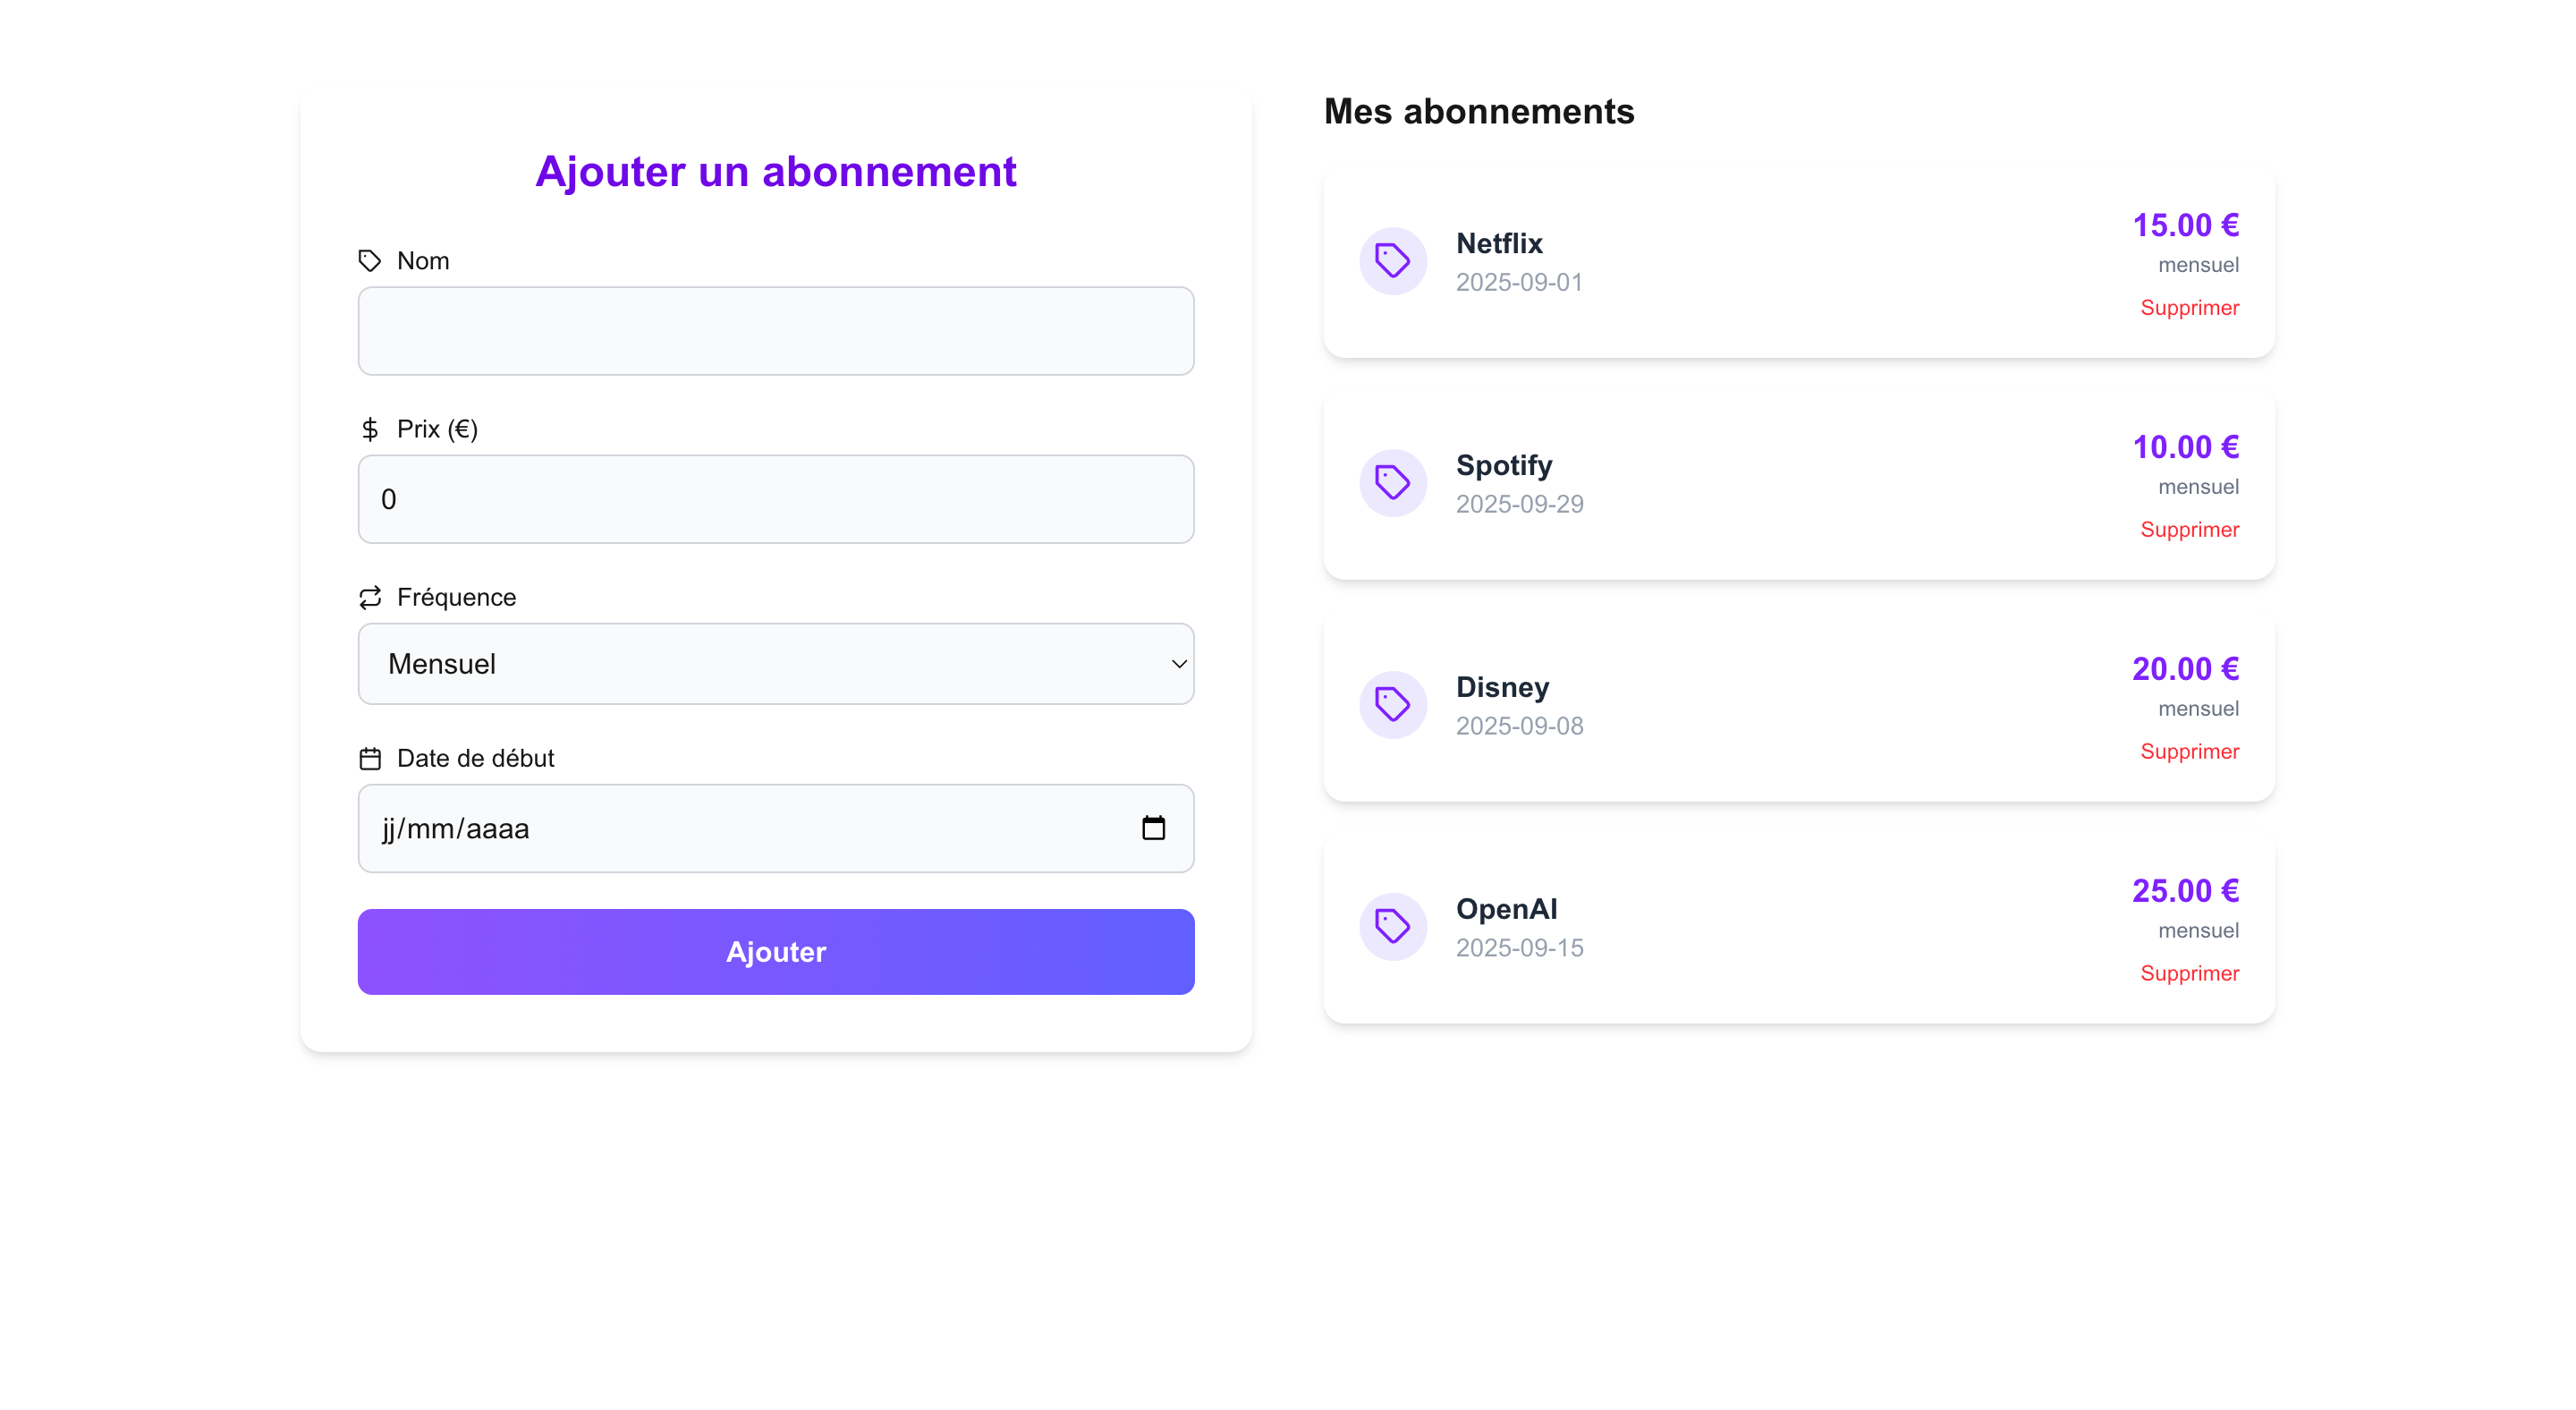 Ajouter un abonnement
Nom
Prix (€)
0
Fréquence
Mensuel
Date de début
jj/mm/aaaa
Ajouter
Mes abonnements
Netflix
2025-09-01
15.00 €
mensuel
Supprimer
Spotify
2025-09-29
10.00 €
mensuel
Supprimer
Disney
2025-09-08
20.00 €
mensuel
Supprimer
OpenAI
2025-09-15
25.00 €
mensuel
Supprimer